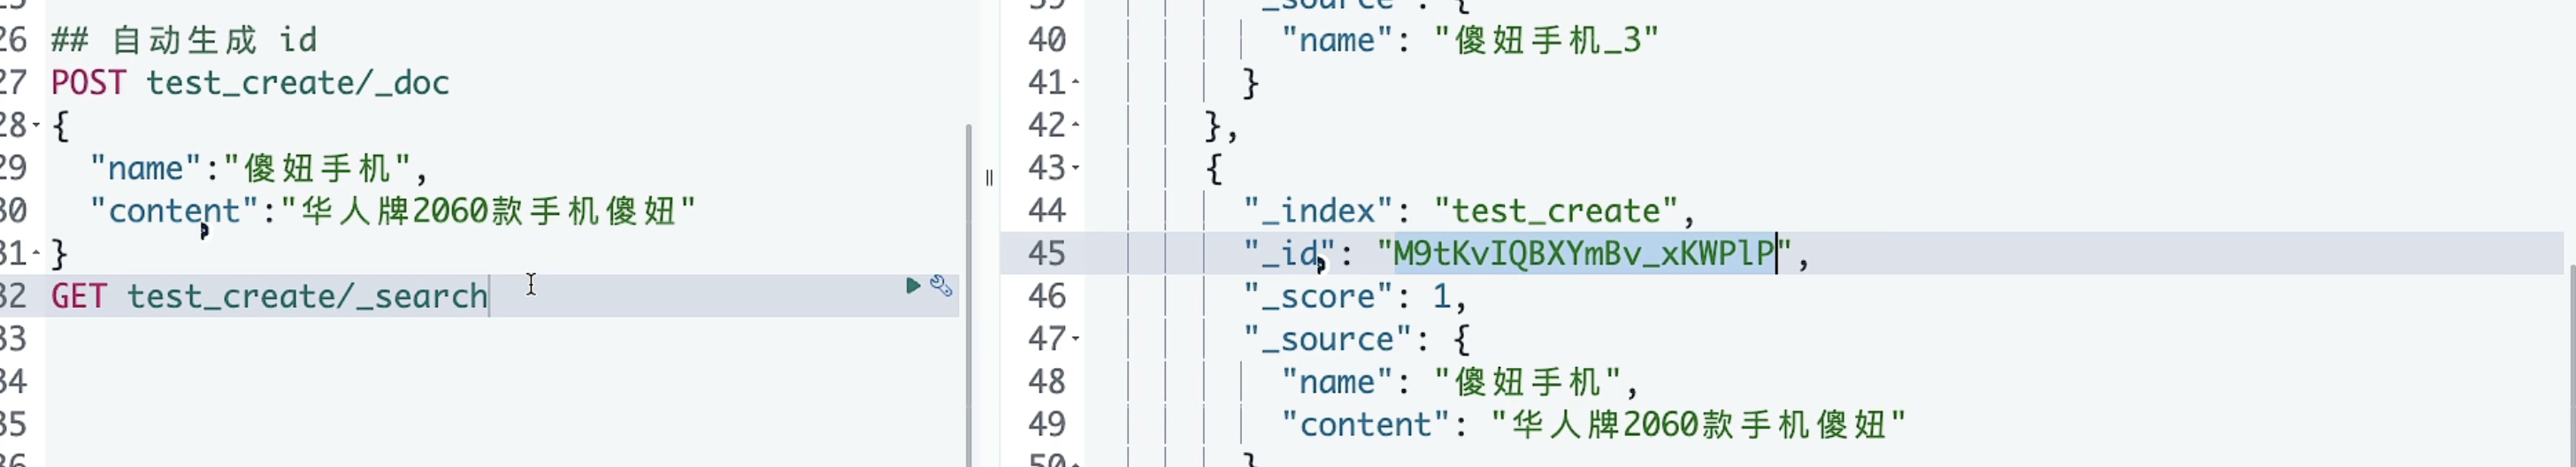 26 ## 自动生成 id
27 POST test_create/_doc
28 {
29 "name":"傻妞手机",
30 "content":"华人牌2060款手机傻妞"
31 }
32 GET test_create/_search
33
34
35
40 "name": "傻妞手机_3"
41 }
42 },
43 {
44 "_index": "test_create",
45 "_id": "M9tKvIQBXYmBv_xKWPlP",
46 "_score": 1,
47 "_source": {
48 "name": "傻妞手机",
49 "content": "华人牌2060款手机傻妞"